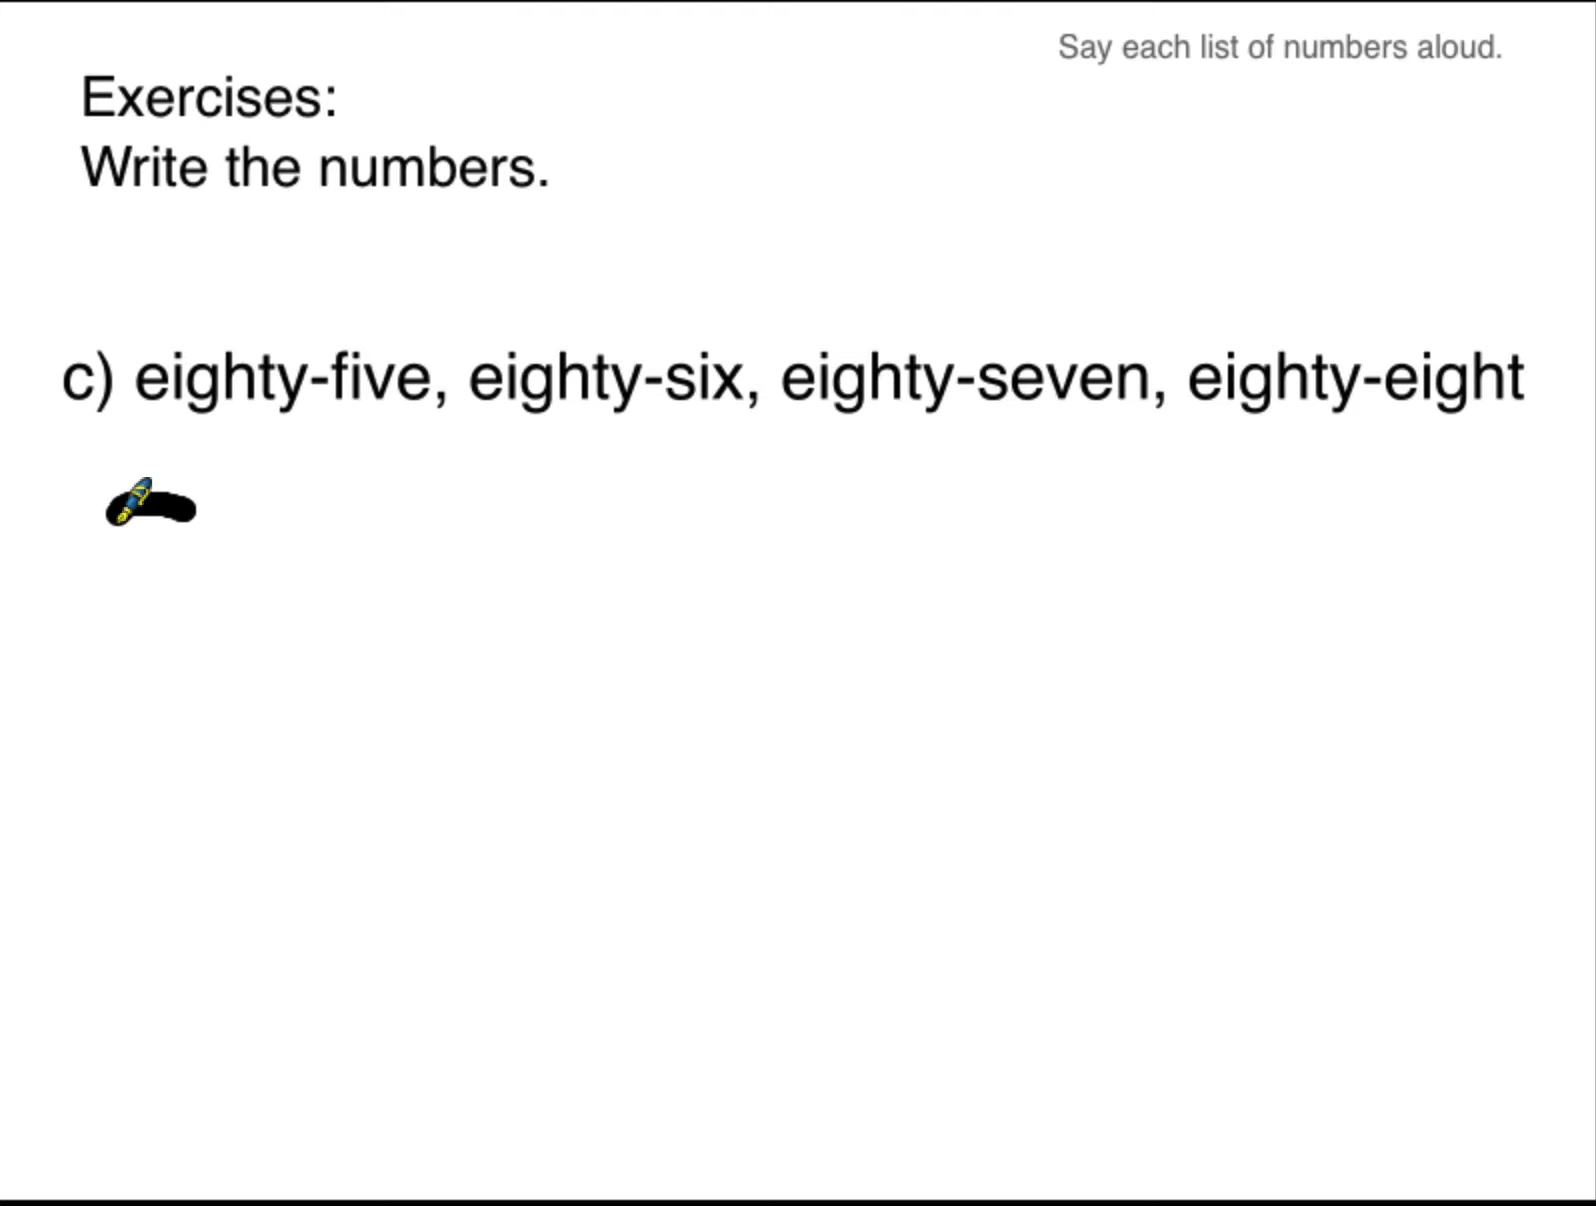 Say each list of numbers aloud.
Exercises:
Write the numbers.
c) eighty-five, eighty-six, eighty-seven, eighty-eight